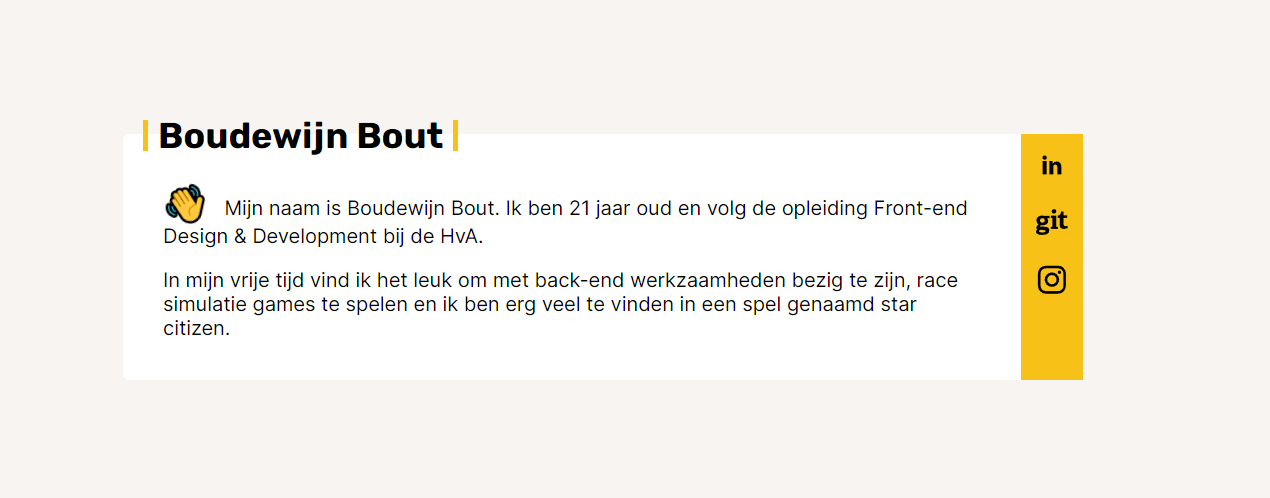 Boudewijn Bout
Mijn naam is Boudewijn Bout. Ik ben 21 jaar oud en volg de opleiding Front-end
Design & Development bij de HvA.
In mijn vrije tijd vind ik het leuk om met back-end werkzaamheden bezig te zijn, race
simulatie games te spelen en ik ben erg veel te vinden in een spel genaamd star
citizen.
in
git